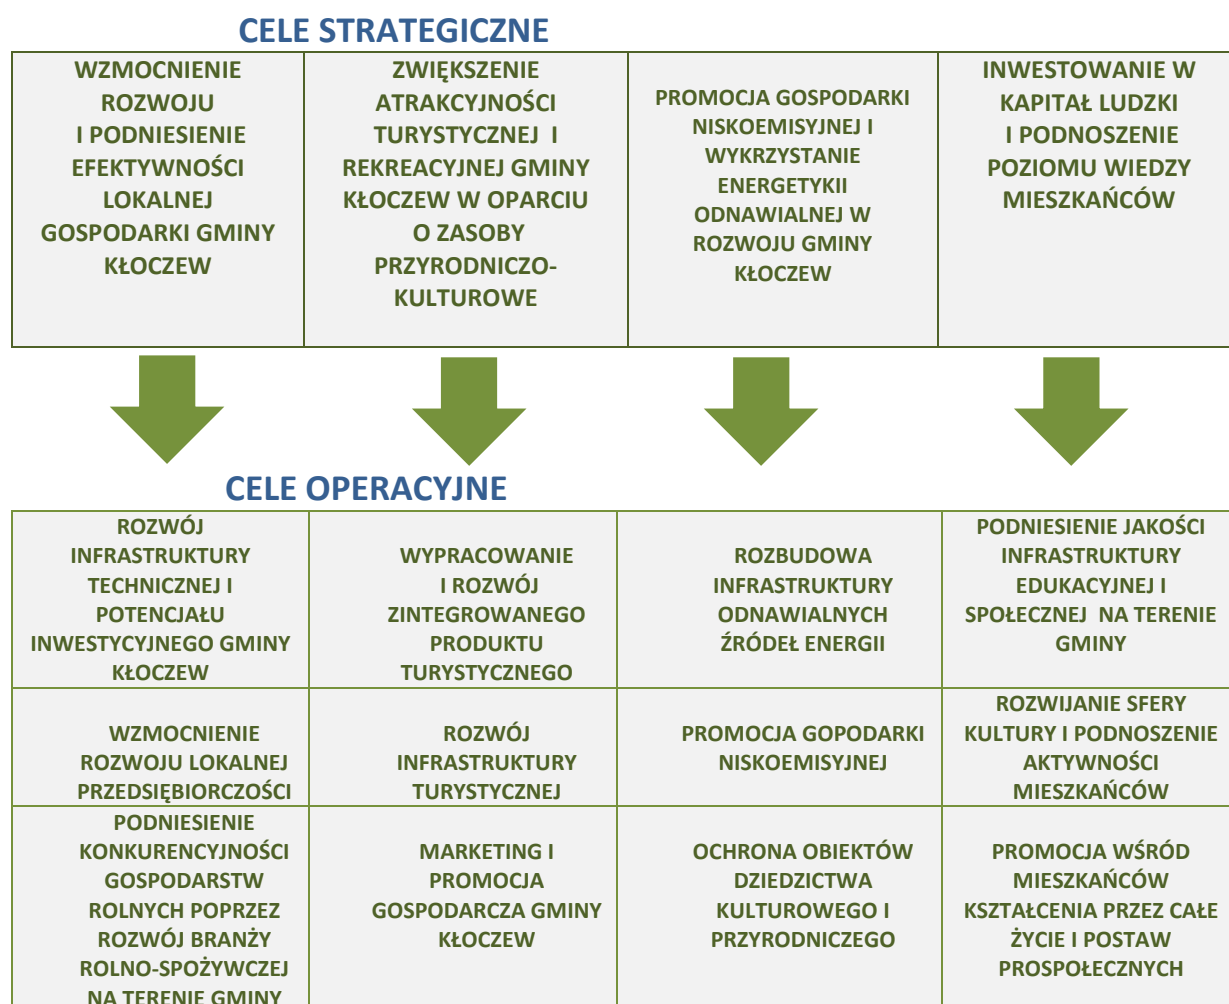 CELE STRATEGICZNE
WZMOCNIENIE
ROZWOJU
I PODNIESIENIE
EFEKTYWNOŚCI
LOKALNEJ
GOSPODARKI GMINY
KŁOCZEW
ZWIĘKSZENIE
ATRAKCYJNOŚCI
TURYSTYCZNEJ I
REKREACYJNEJ GMINY
KŁOCZEW W OPARCIU
O ZASOBY
PRZYRODNICZO-
KULTUROWE
PROMOCJA GOSPODARKI
NISKOEMISYJNEJ I
WYKRZYSTANIE
ENERGETYKII
ODNAWIALNEJ W
ROZWOJU GMINY
KŁOCZEW
INWESTOWANIE W
KAPITAŁ LUDZKI
I PODNOSZENIE
POZIOMU WIEDZY
MIESZKAŃCÓW
CELE OPERACYJNE
ROZWÓJ
INFRASTRUKTURY
TECHNICZNEJ I
POTENCJAŁU
INWESTYCYJNEGO GMINY
KŁOCZEW
WYPRACOWANIE
I ROZWÓJ
ZINTEGROWANEGO
PRODUKTU
TURYSTYCZNEGO
ROZBUDOWA
INFRASTRUKTURY
ODNAWIALNYCH
ŹRÓDEŁ ENERGII
PODNIESIENIE JAKOŚCI
INFRASTRUKTURY
EDUKACYJNEJ I
SPOŁECZNEJ NA TERENIE
GMINY
WZMOCNIENIE
ROZWOJU LOKALNEJ
PRZEDSIĘBIORCZOŚCI
ROZWÓJ
INFRASTRUKTURY
TURYSTYCZNEJ
PROMOCJA GOPODARKI
NISKOEMISYJNEJ
ROZWIJANIE SFERY
KULTURY I PODNOSZENIE
AKTYWNOŚCI
MIESZKAŃCÓW
PODNIESIENIE
KONKURENCYJNOŚCI
GOSPODARSTW
ROLNYCH POPRZEZ
ROZWÓJ BRANŻY
ROLNO-SPOŻYWCZEJ
NA TERENIE GMINY
MARKETING I
PROMOCJA
GOSPODARCZA GMINY
KŁOCZEW
OCHRONA OBIEKTÓW
DZIEDZICTWA
KULTUROWEGO I
PRZYRODNICZEGO
PROMOCJA WŚRÓD
MIESZKAŃCÓW
KSZTAŁCENIA PRZEZ CAŁE
ŻYCIE I POSTAW
PROSPOŁECZNYCH